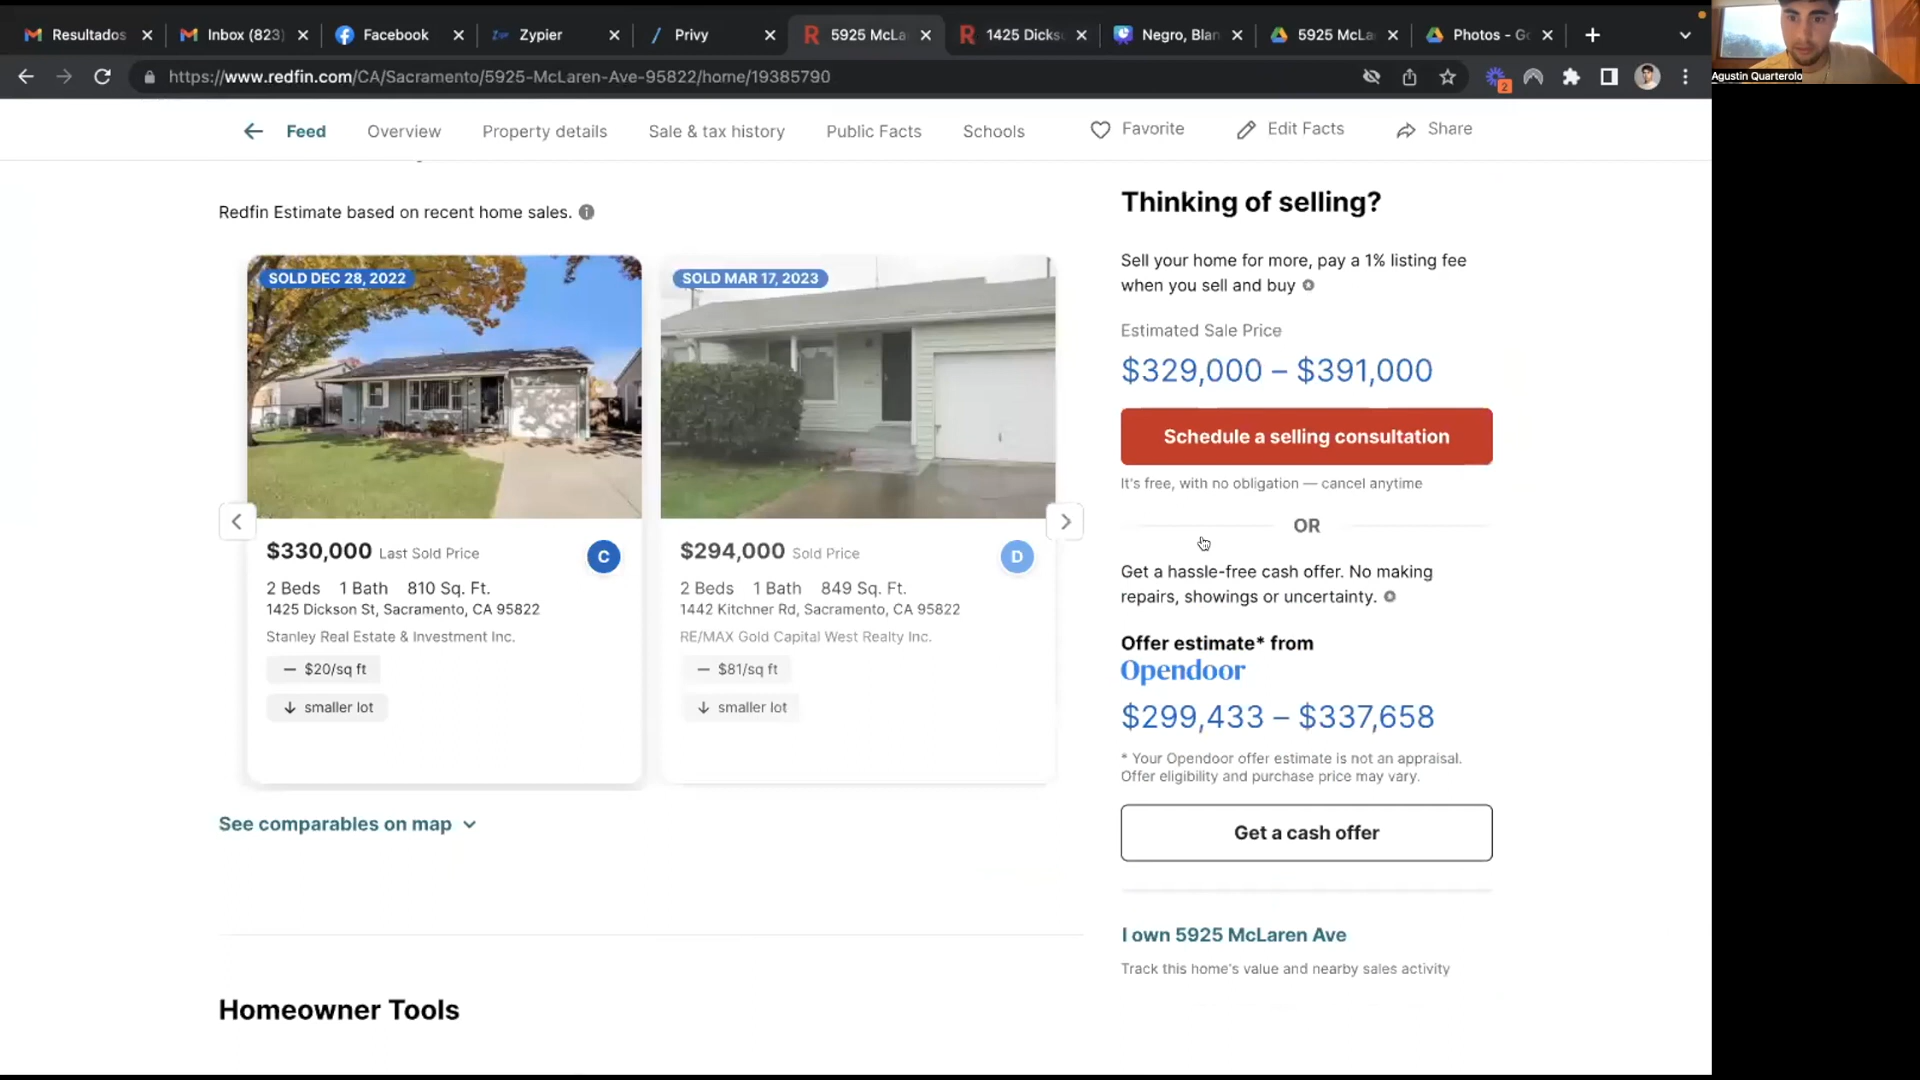 Resultados
Inbox (823)
Facebook
Zypier
Privy
5925 McLa
1425 Dicks
Negro, Blan
5925 McLa
Photos - Go
https://www.redfin.com/CA/Sacramento/5925-McLaren-Ave-95822/home/19385790
2
Agustin Quarterolo
Feed
Overview
Property details
Sale & tax history
Public Facts
Schools
Favorite
Edit Facts
Share
Redfin Estimate based on recent home sales.
SOLD DEC 28, 2022
$330,000 Last Sold Price
C
2 Beds 1 Bath 810 Sq. Ft.
1425 Dickson St, Sacramento, CA 95822
Stanley Real Estate & Investment Inc.
— $20/sq ft
↓ smaller lot
SOLD MAR 17, 2023
$294,000 Sold Price
D
2 Beds 1 Bath 849 Sq. Ft.
1442 Kitchner Rd, Sacramento, CA 95822
RE/MAX Gold Capital West Realty Inc.
— $81/sq ft
↓ smaller lot
See comparables on map
Homeowner Tools
Thinking of selling?
Sell your home for more, pay a 1% listing fee
when you sell and buy
Estimated Sale Price
$329,000 – $391,000
Schedule a selling consultation
It's free, with no obligation — cancel anytime
OR
Get a hassle-free cash offer. No making
repairs, showings or uncertainty.
Offer estimate* from
Opendoor
$299,433 – $337,658
* Your Opendoor offer estimate is not an appraisal.
Offer eligibility and purchase price may vary.
Get a cash offer
I own 5925 McLaren Ave
Track this home's value and nearby sales activity